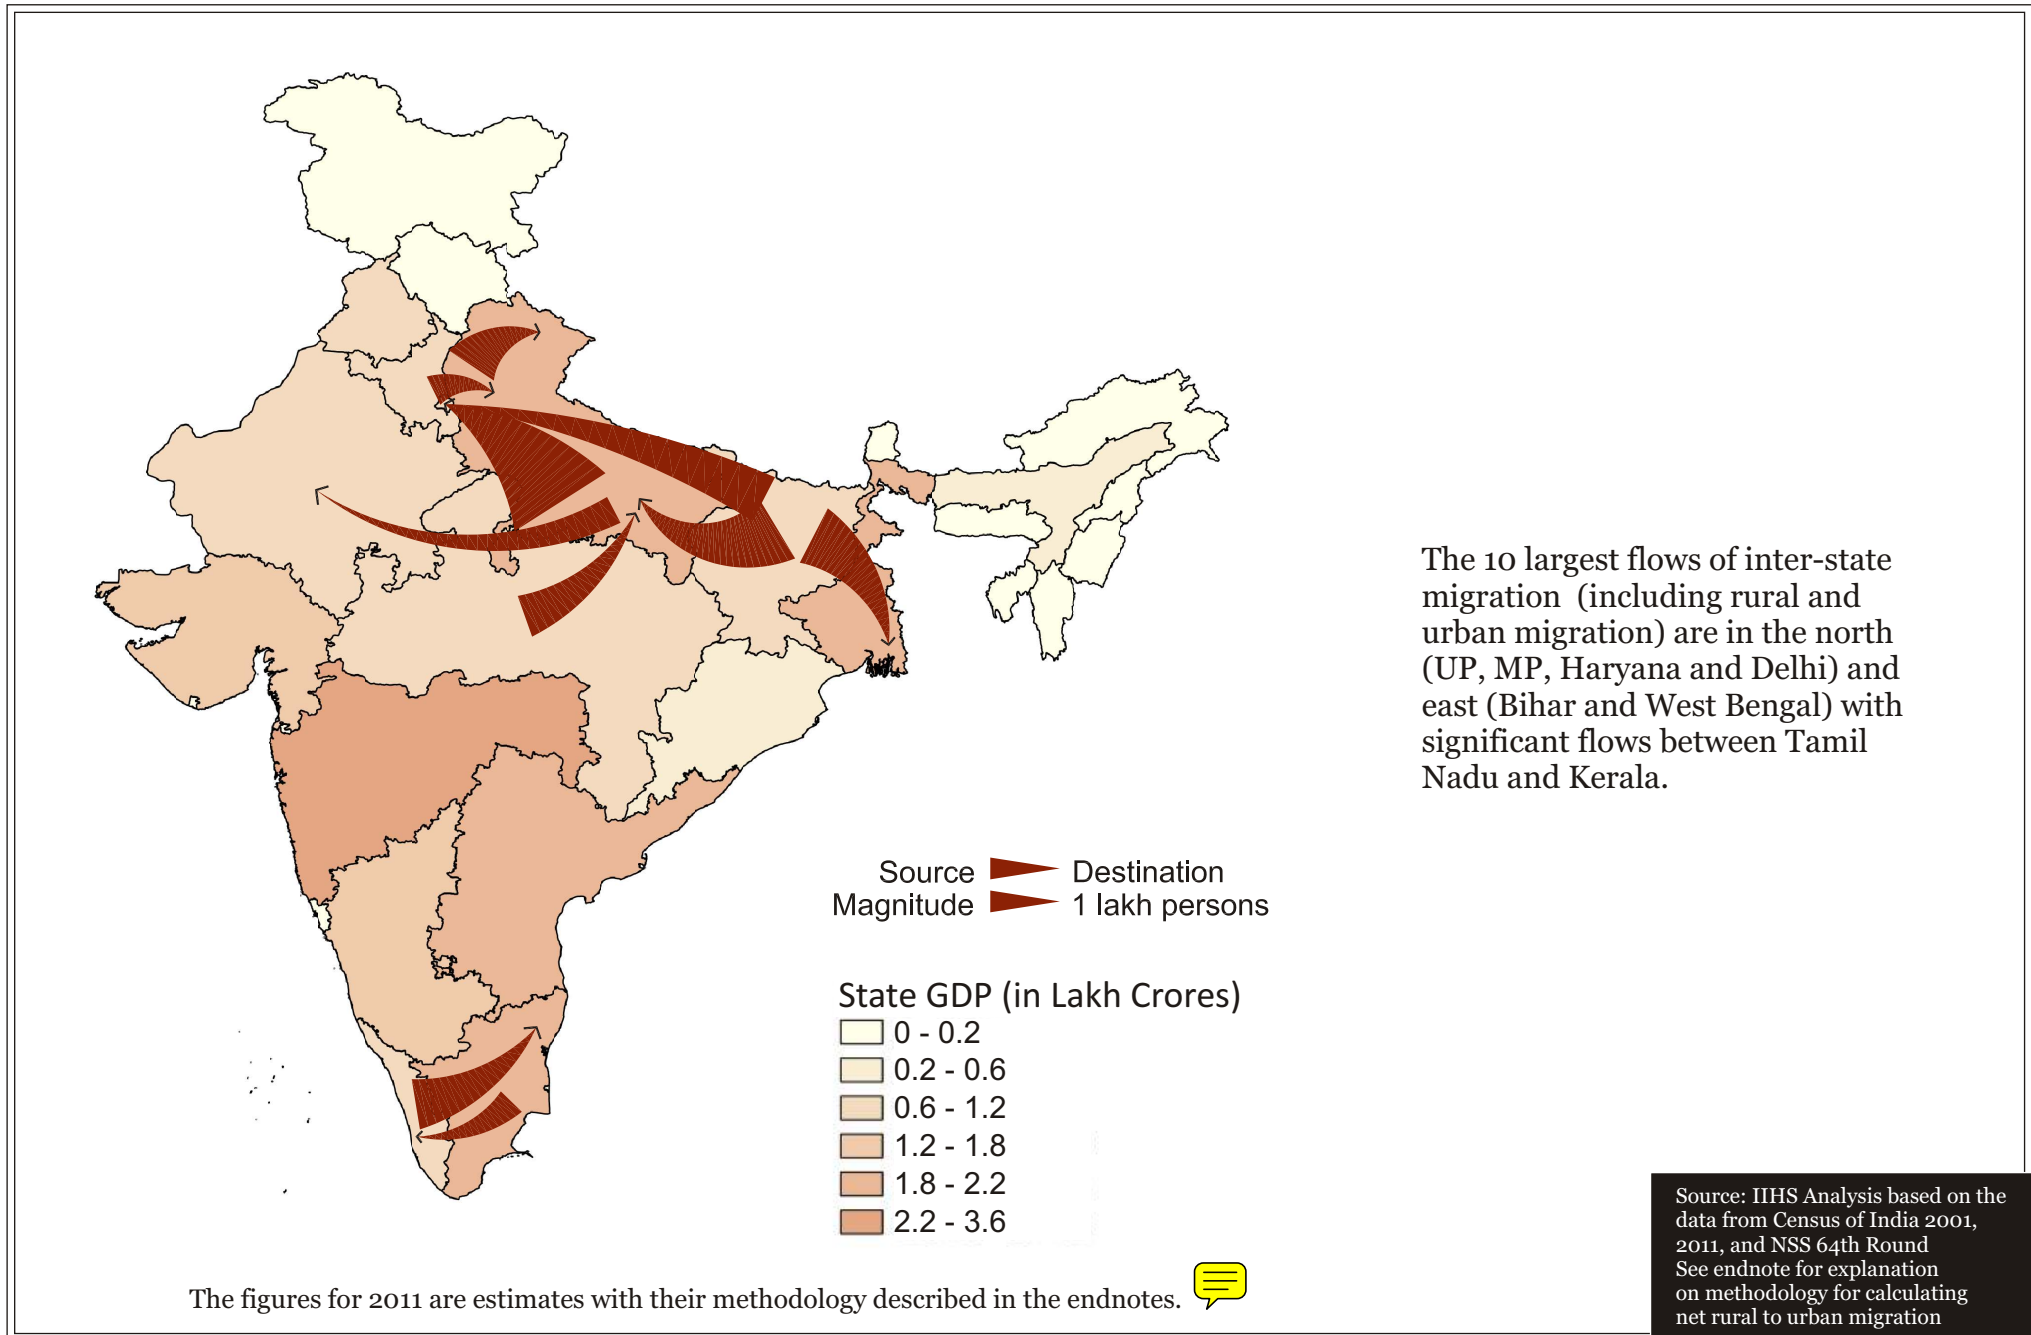 The 10 largest flows of inter-state
migration (including rural and
urban migration) are in the north
(UP, MP, Haryana and Delhi) and
east (Bihar and West Bengal) with
significant flows between Tamil
Nadu and Kerala.
Source Destination
Magnitude 1 lakh persons
State GDP (in Lakh Crores)
0 - 0.2
0.2 - 0.6
0.6 - 1.2
1.2 - 1.8
1.8 - 2.2
2.2 - 3.6
The figures for 2011 are estimates with their methodology described in the endnotes.
Source: IIHS Analysis based on the
data from Census of India 2001,
2011, and NSS 64th Round
See endnote for explanation
on methodology for calculating
net rural to urban migration